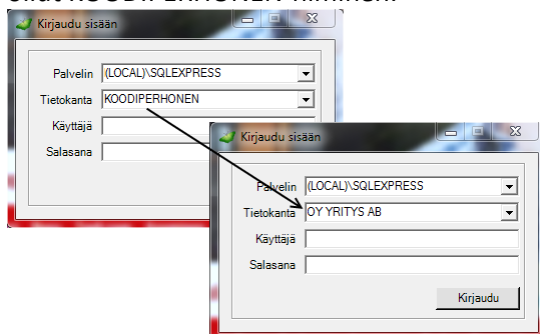 Kirjaudu sisään
Palvelin (LOCAL)\SQLEXPRESS
Tietokanta KOODIPERHONEN
Käyttäjä
Salasana
Kirjaudu sisään
Palvelin (LOCAL)\SQLEXPRESS
Tietokanta OY YRITYS AB
Käyttäjä
Salasana
Kirjaudu